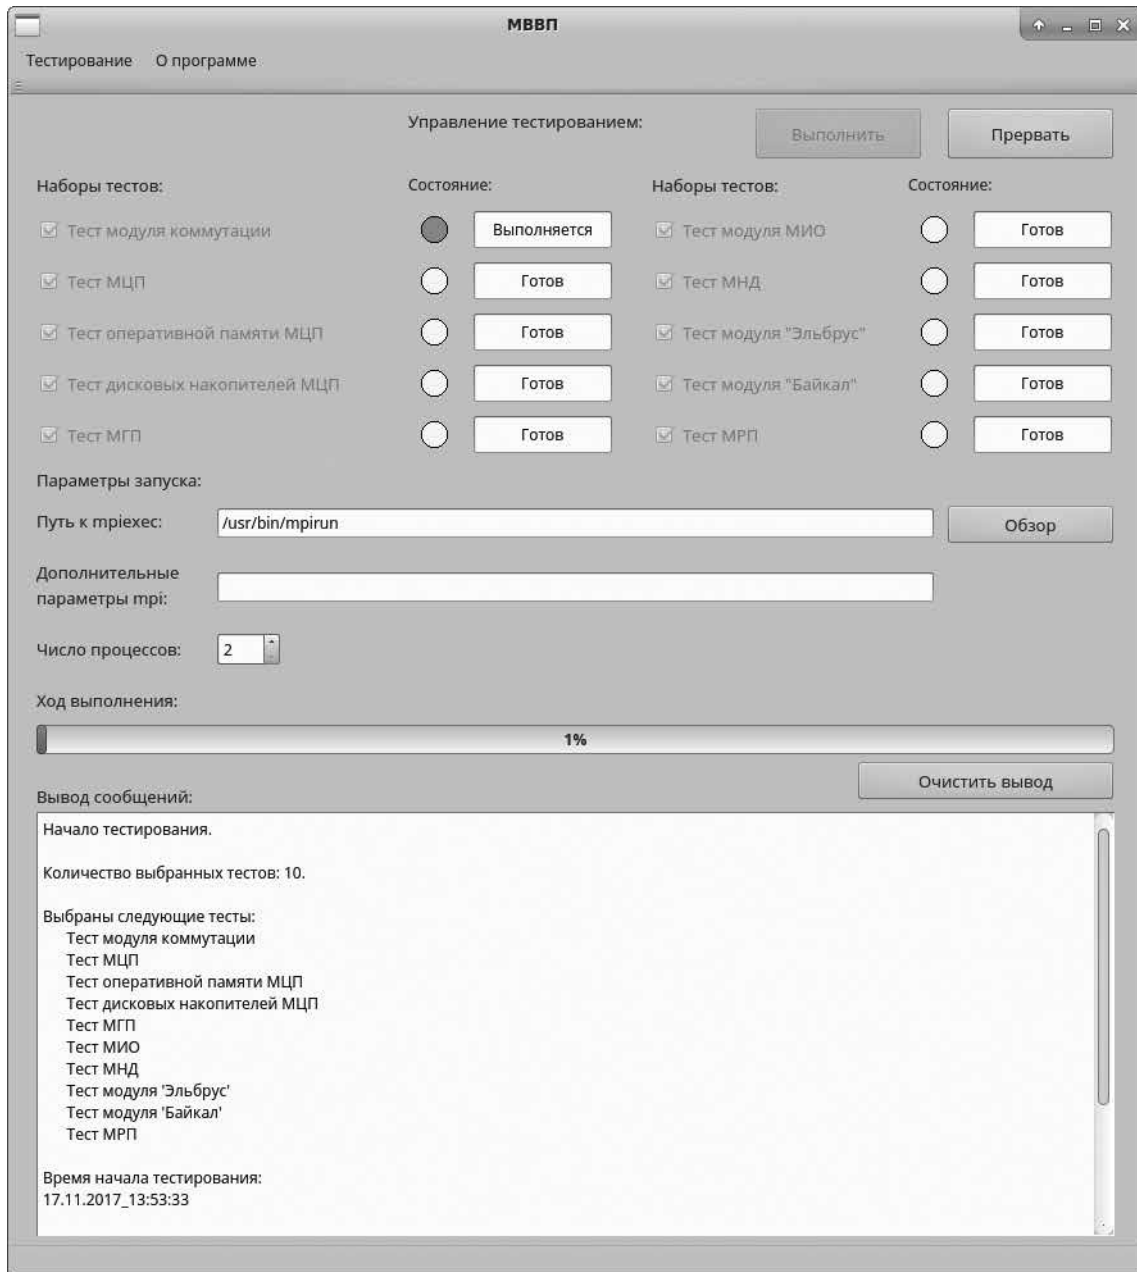 МВВП
Тестирование О программе
Управление тестированием: Выполнить Прервать
Наборы тестов: Состояние: Наборы тестов: Состояние:
Тест модуля коммутации Выполняется Тест модуля МИО Готов
Тест МЦП Готов Тест МНД Готов
Тест оперативной памяти МЦП Готов Тест модуля "Эльбрус" Готов
Тест дисковых накопителей МЦП Готов Тест модуля "Байкал" Готов
Тест МГП Готов Тест МРП Готов
Параметры запуска:
Путь к mpiexec: /usr/bin/mpirun Обзор
Дополнительные
параметры mpi:
Число процессов: 2
Ход выполнения:
1%
Очистить вывод
Вывод сообщений:
Начало тестирования.
Количество выбранных тестов: 10.
Выбраны следующие тесты:
Тест модуля коммутации
Тест МЦП
Тест оперативной памяти МЦП
Тест дисковых накопителей МЦП
Тест МГП
Тест МИО
Тест МНД
Тест модуля 'Эльбрус'
Тест модуля 'Байкал'
Тест МРП
Время начала тестирования:
17.11.2017_13:53:33